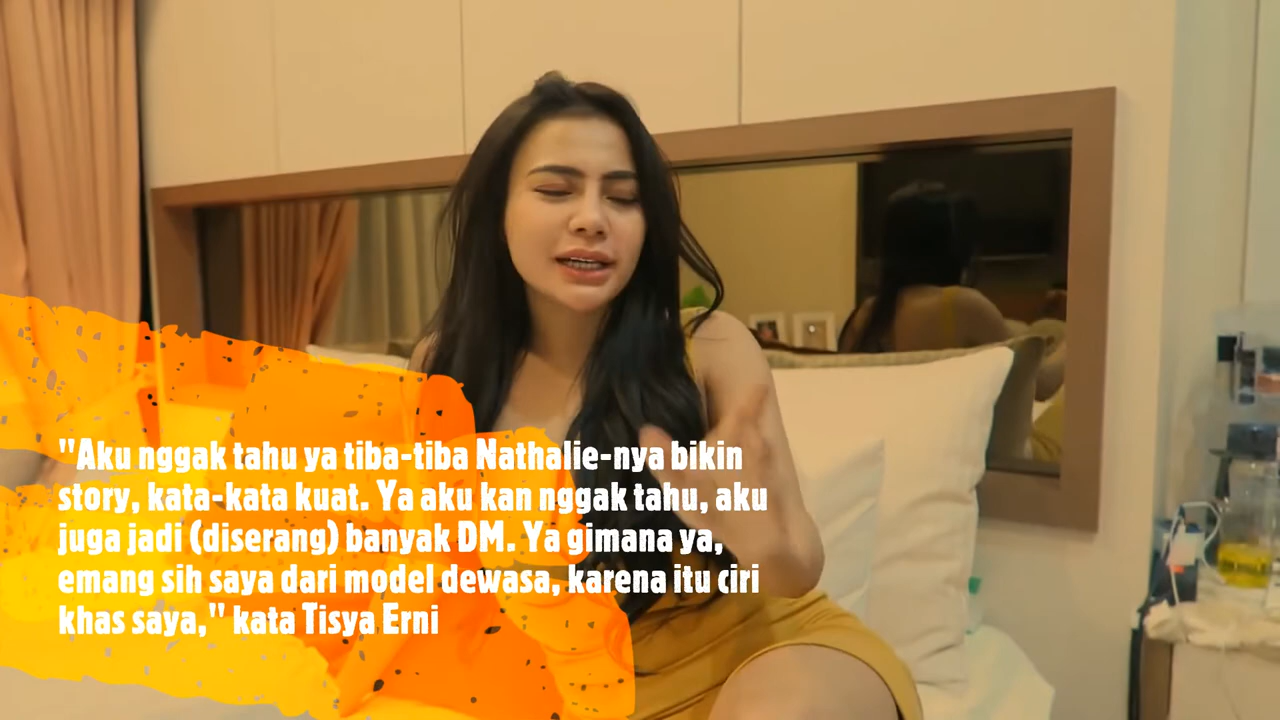 "Aku nggak tahu ya tiba-tiba Nathalie-nya bikin
story, kata-kata kuat. Ya aku kan nggak tahu, aku
juga jadi (diserang) banyak DM. Ya gimana ya,
emang sih saya dari model dewasa, karena itu ciri
khas saya," kata Tisya Erni